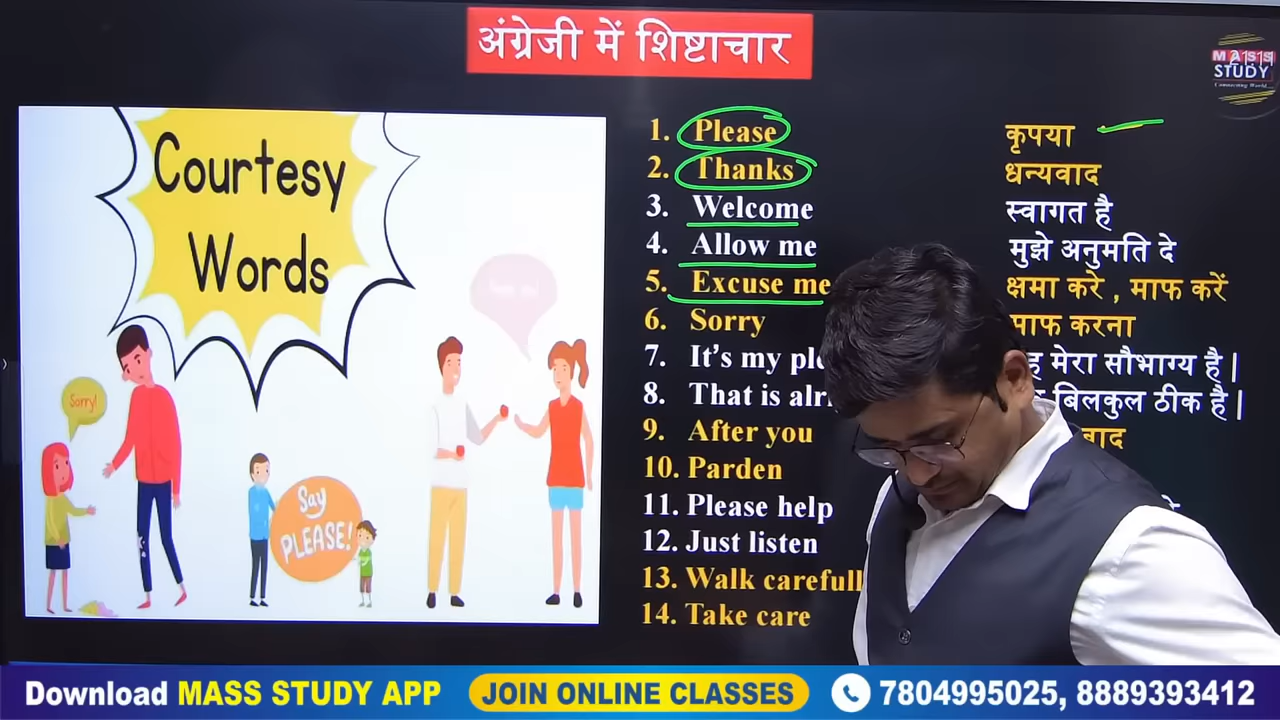 अंग्रेजी में शिष्टाचार
MASS
STUDY
Connecting World...
Courtesy
Words
Sorry!
Say
PLEASE!
1. Please कृपया
2. Thanks धन्यवाद
3. Welcome स्वागत है
4. Allow me मुझे अनुमति दे
5. Excuse me क्षमा करे , माफ करें
6. Sorry माफ करना
7. It's my मेरा सौभाग्य है |
8. That is बिलकुल ठीक है |
9. After you
10. Parden
11. Please help
12. Just listen
13. Walk
14. Take care
Download MASS STUDY APP
JOIN ONLINE CLASSES
7804995025, 8889393412